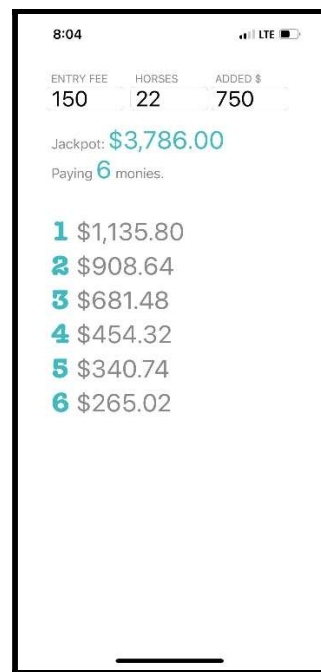 8:04 LTE
ENTRY FEE HORSES ADDED $
150 22 750
Jackpot: $3,786.00
Paying 6 monies.
1 $1,135.80
2 $908.64
3 $681.48
4 $454.32
5 $340.74
6 $265.02